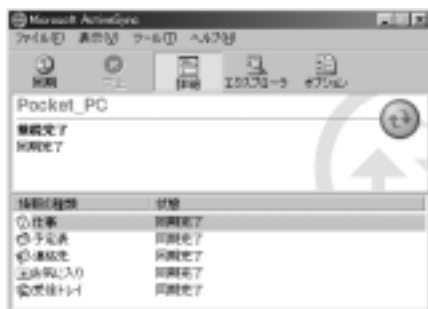 Microsoft ActiveSync
ファイル(F) 表示(V) ツール(T) ヘルプ(H)
同期 中止 詳細 エクスプローラ オプション
Pocket_PC
接続完了
同期完了
情報の種類 状態
仕事 同期完了
予定表 同期完了
連絡先 同期完了
お気に入り 同期完了
受信トレイ 同期完了